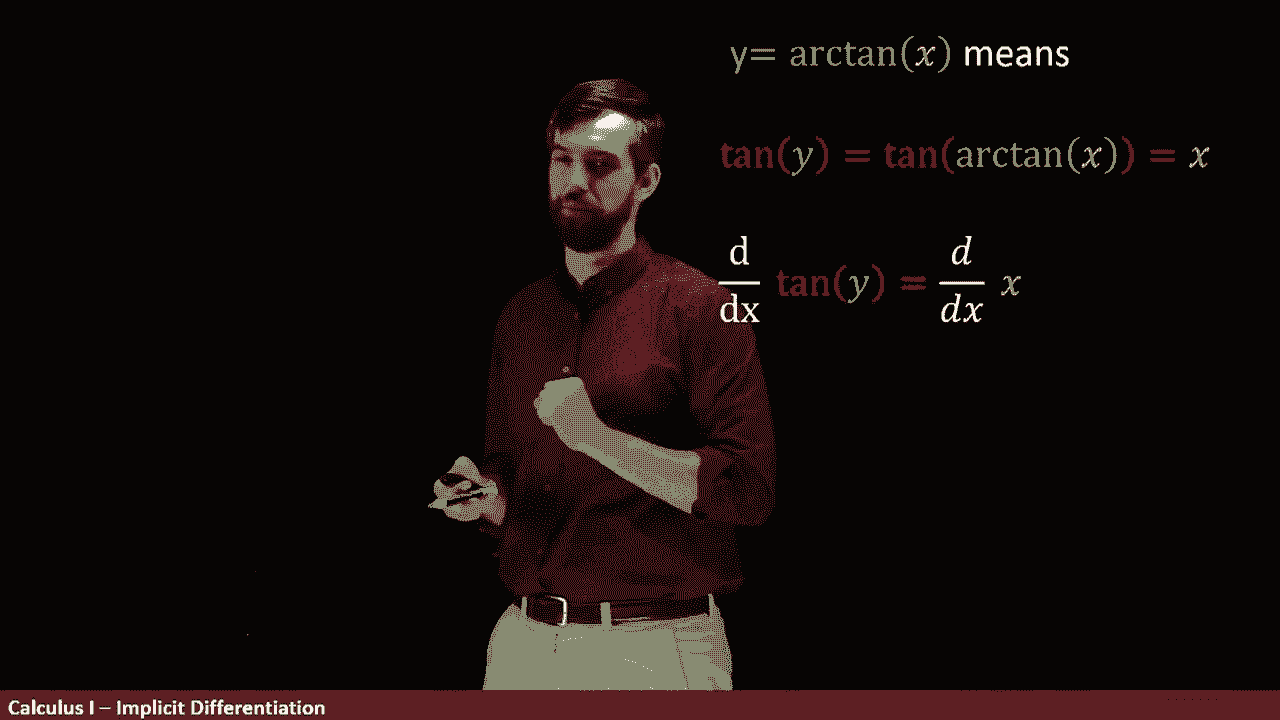 y= arctan(x) means
tan(y) = tan(arctan(x)) = x
d/dx tan(y) = d/dx x
Calculus I – Implicit Differentiation